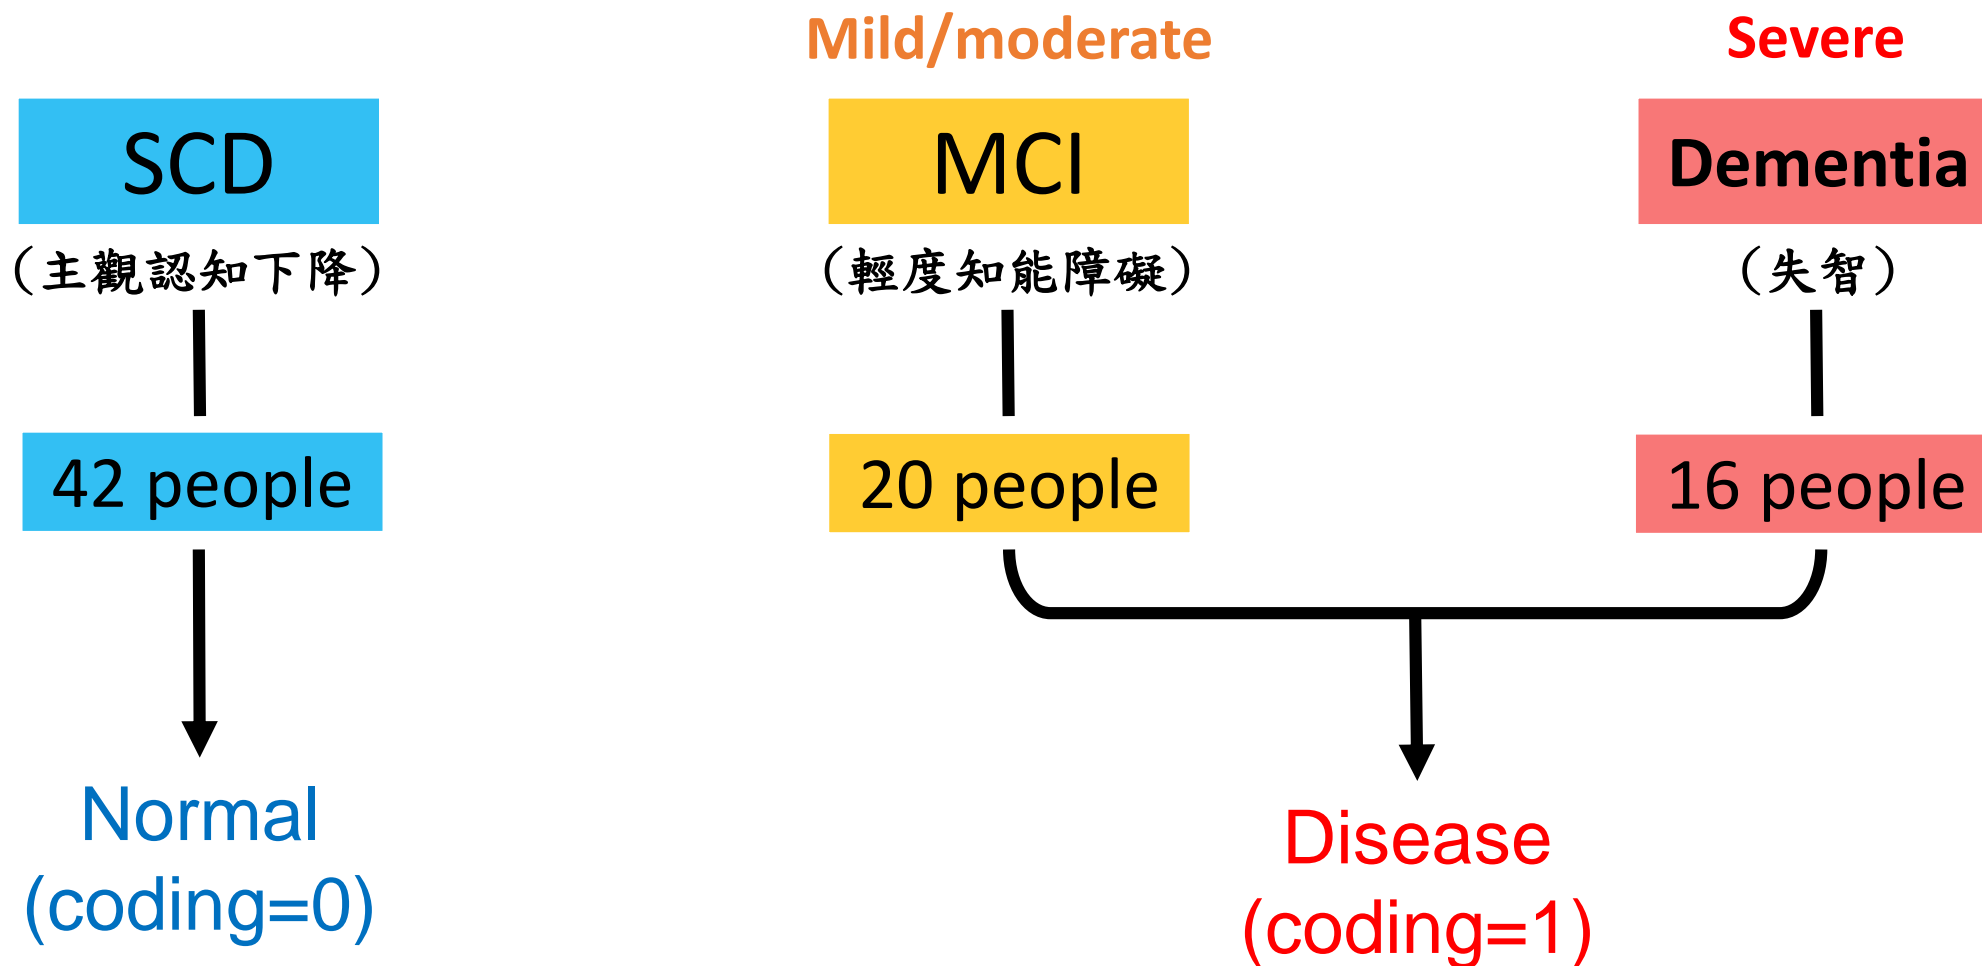 Mild/moderate
Severe
SCD
MCI
Dementia
(主觀認知下降)
(輕度知能障礙)
(失智)
42 people
20 people
16 people
Normal
(coding=0)
Disease
(coding=1)